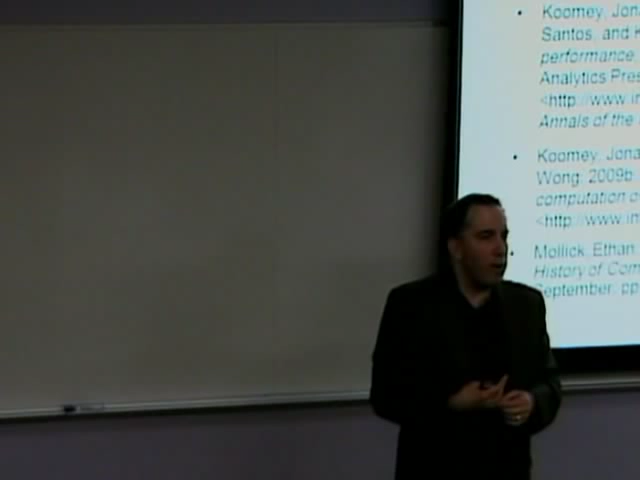 • Koomey, Jona
Santos, and K
performance,
Analytics Pres
<http://www.in
Annals of the
• Koomey, Jona
Wong. 2009b.
computation o
<http://www.in
• Mollick, Ethan.
History of Com
September. pp